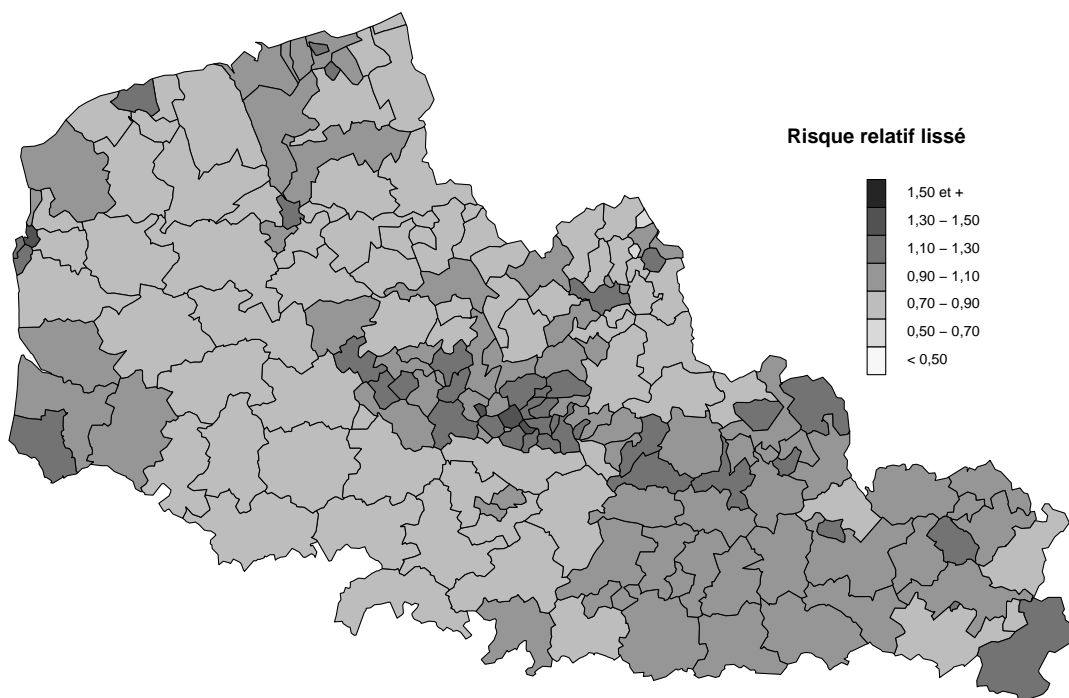 Risque relatif lissé
1,50 et +
1,30 – 1,50
1,10 – 1,30
0,90 – 1,10
0,70 – 0,90
0,50 – 0,70
< 0,50